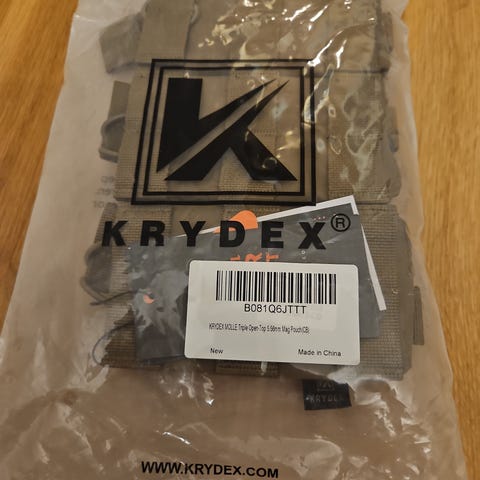 KRYDEX®
B081Q6JTTT
KRYDEX MOLLE Triple Open Top 5.56mm Mag Pouch(CB)
New Made in China
KRYDEX
WWW.KRYDEX.COM